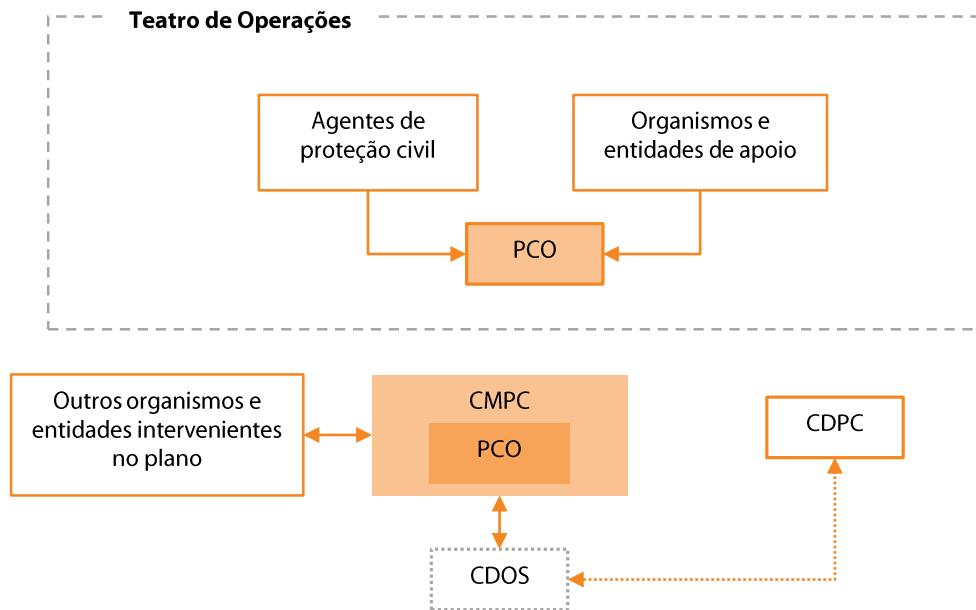 Teatro de Operações
Agentes de
proteção civil
Organismos e
entidades de apoio
PCO
Outros organismos e
entidades intervenientes
no plano
CMPC
PCO
CDPC
CDOS